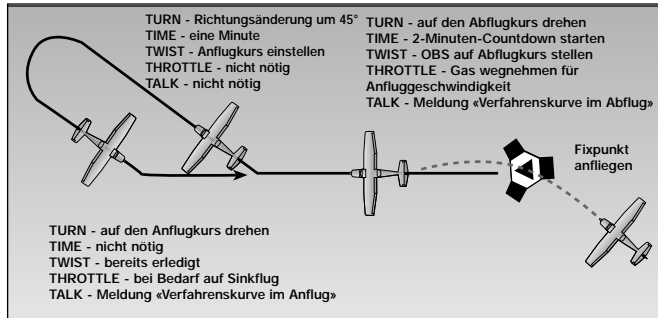 TURN - Richtungsänderung um 45°
TIME - eine Minute
TWIST - Anflugkurs einstellen
THROTTLE - nicht nötig
TALK - nicht nötig
TURN - auf den Abflugkurs drehen
TIME - 2-Minuten-Countdown starten
TWIST - OBS auf Abflugkurs stellen
THROTTLE - Gas wegnehmen für
Anfluggeschwindigkeit
TALK - Meldung «Verfahrenskurve im Abflug»
Fixpunkt
anfliegen
TURN - auf den Anflugkurs drehen
TIME - nicht nötig
TWIST - bereits erledigt
THROTTLE - bei Bedarf auf Sinkflug
TALK - Meldung «Verfahrenskurve im Anflug»